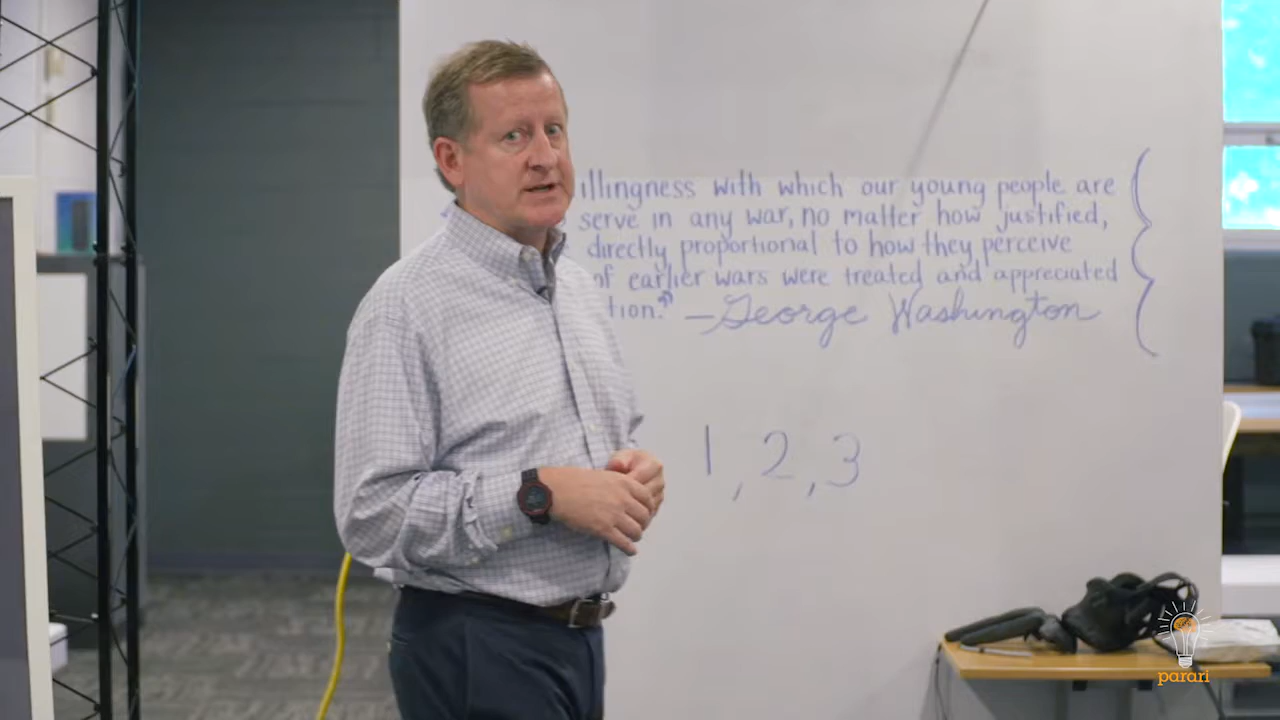 illingness with which our young people are
serve in any war, no matter how justified,
directly proportional to how they perceive
of earlier wars were treated and appreciated
tion." —George Washington
1, 2, 3
parari